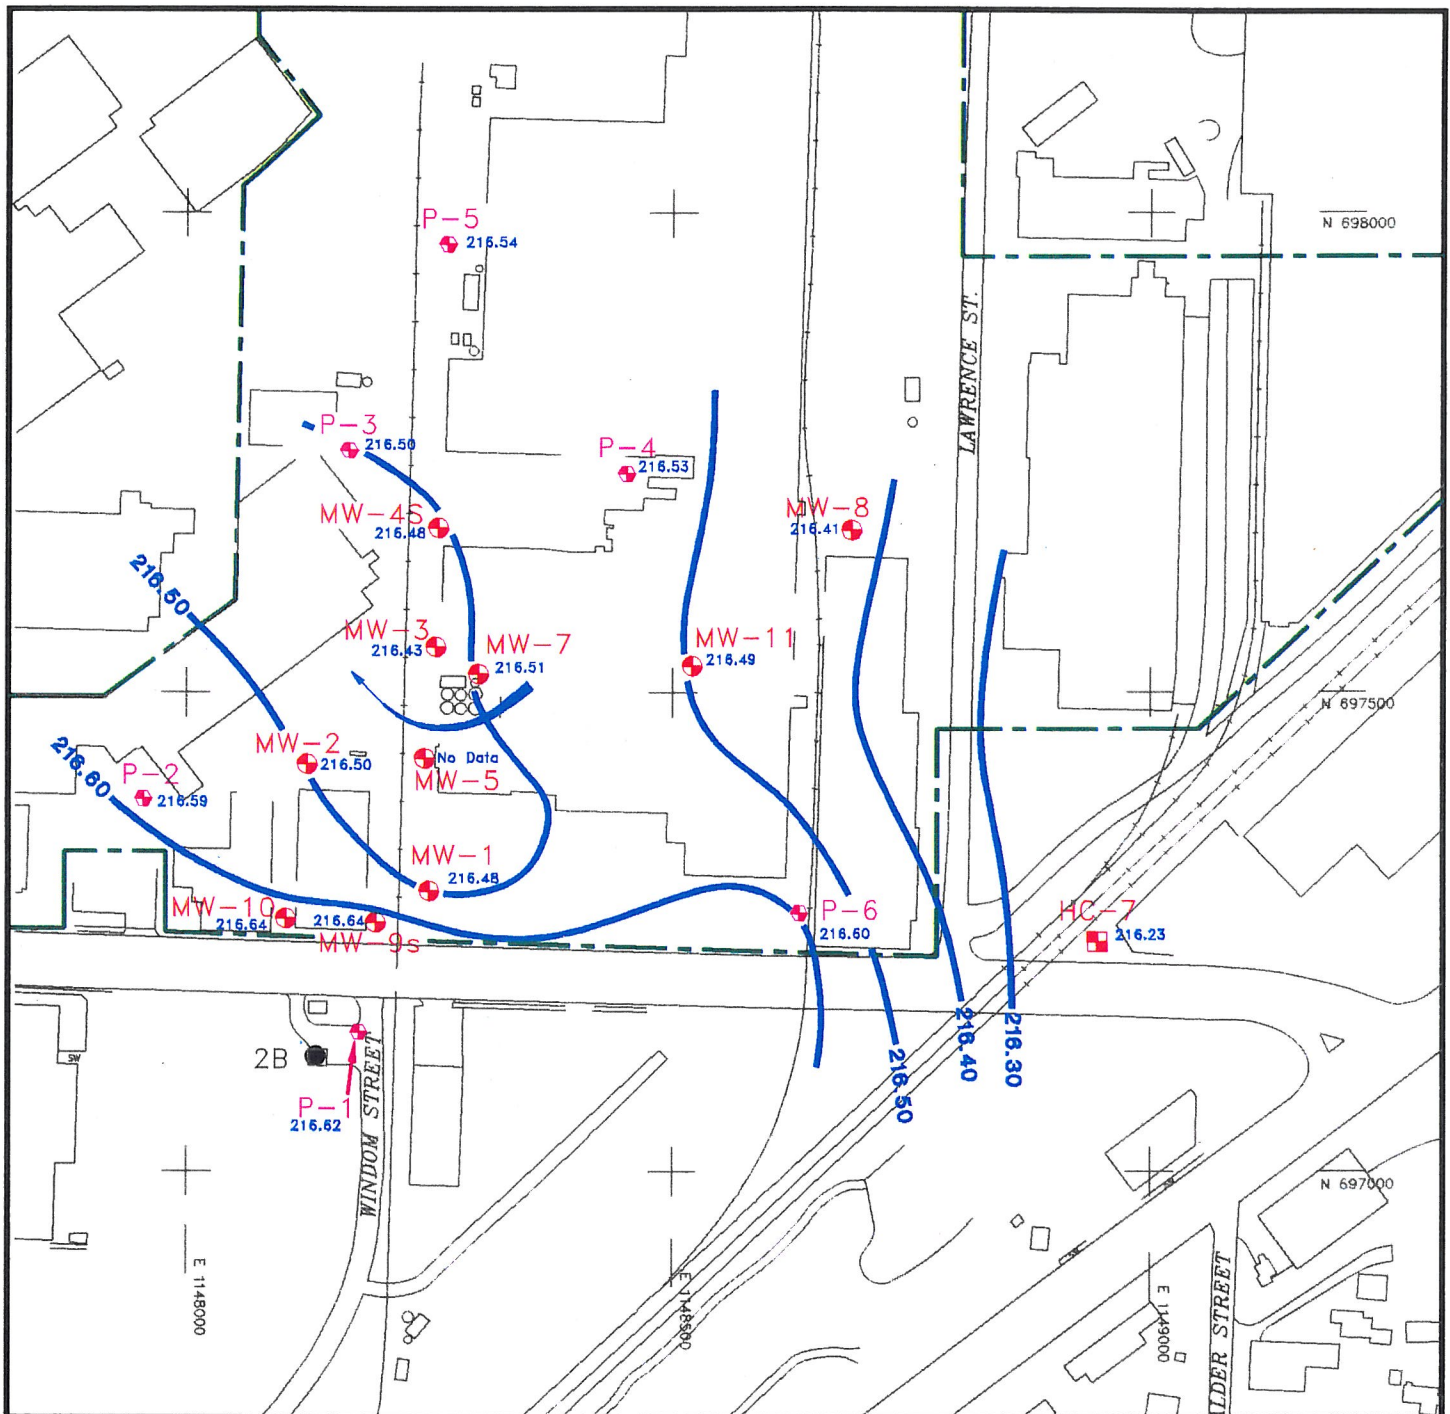 N 698000
P-5
216.54
LAWRENCE ST.
P-3
216.50
P-4
216.53
MW-4S
216.48
MW-8
216.41
216.50
MW-3
216.43
MW-7
216.51
MW-11
216.49
N 697500
MW-2
216.50
No Data
MW-5
216.60
P-2
216.59
MW-1
216.48
MW-10
216.64
216.64
MW-9s
P-6
216.60
HC-7
216.23
216.50
216.40
216.30
SW
2B
P-1
216.62
WINDOM STREET
N 697000
E 1148000
E 1148500
E 1149000
ALDER STREET